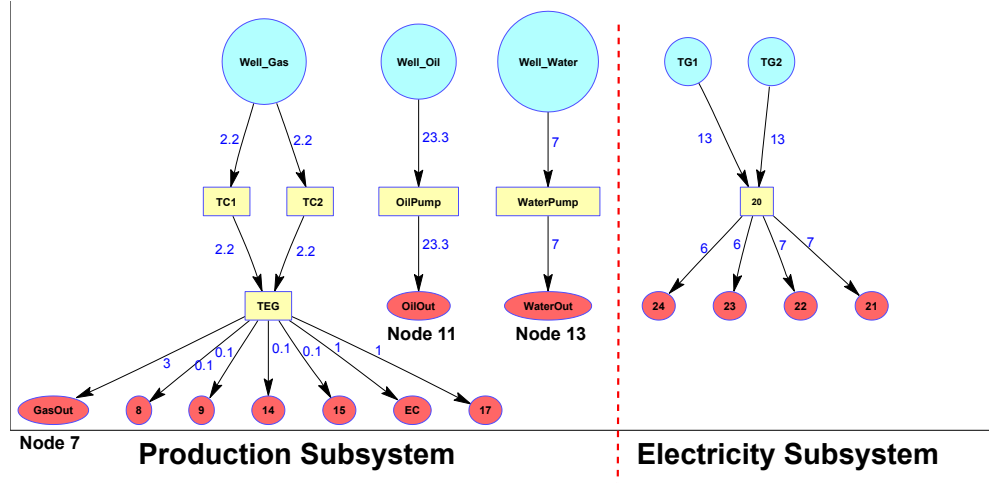 Well_Gas Well_Oil Well_Water TG1 TG2
2.2 2.2 23.3 7 13 13
TC1 TC2 OilPump WaterPump 20
2.2 2.2 23.3 7 6 6 7 7
TEG OilOut WaterOut 24 23 22 21
Node 11 Node 13
3 0.1 0.1 0.1 0.1 1 1
GasOut 8 9 14 15 EC 17
Node 7
Production Subsystem Electricity Subsystem